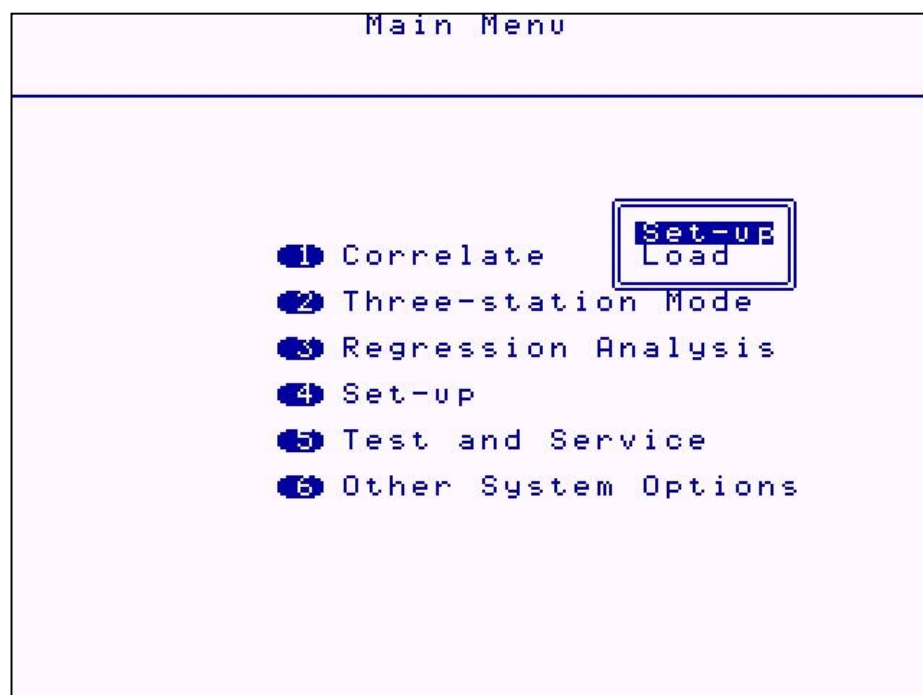 Main Menu
Set-up
Load
1 Correlate
2 Three-station Mode
3 Regression Analysis
4 Set-up
5 Test and Service
6 Other System Options